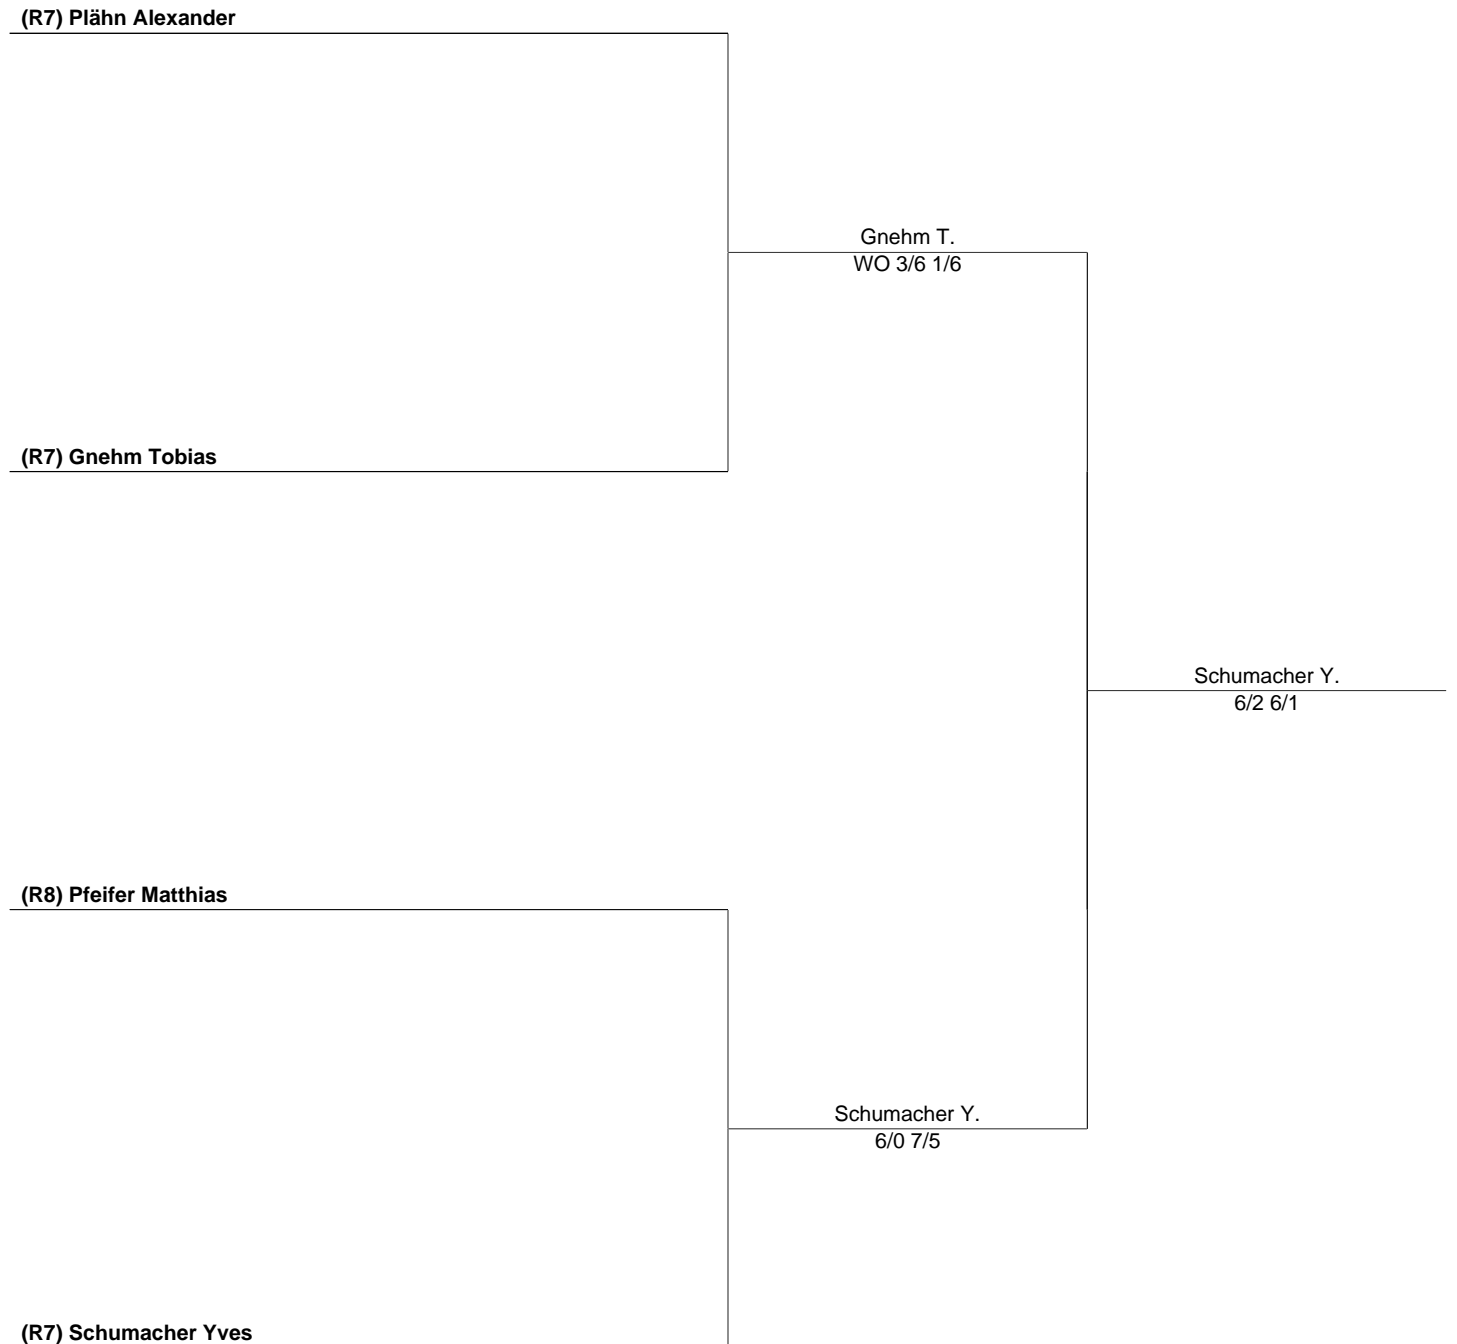 (R7) Plähn Alexander
Gnehm T.
WO 3/6 1/6
(R7) Gnehm Tobias
Schumacher Y.
6/2 6/1
(R8) Pfeifer Matthias
Schumacher Y.
6/0 7/5
(R7) Schumacher Yves